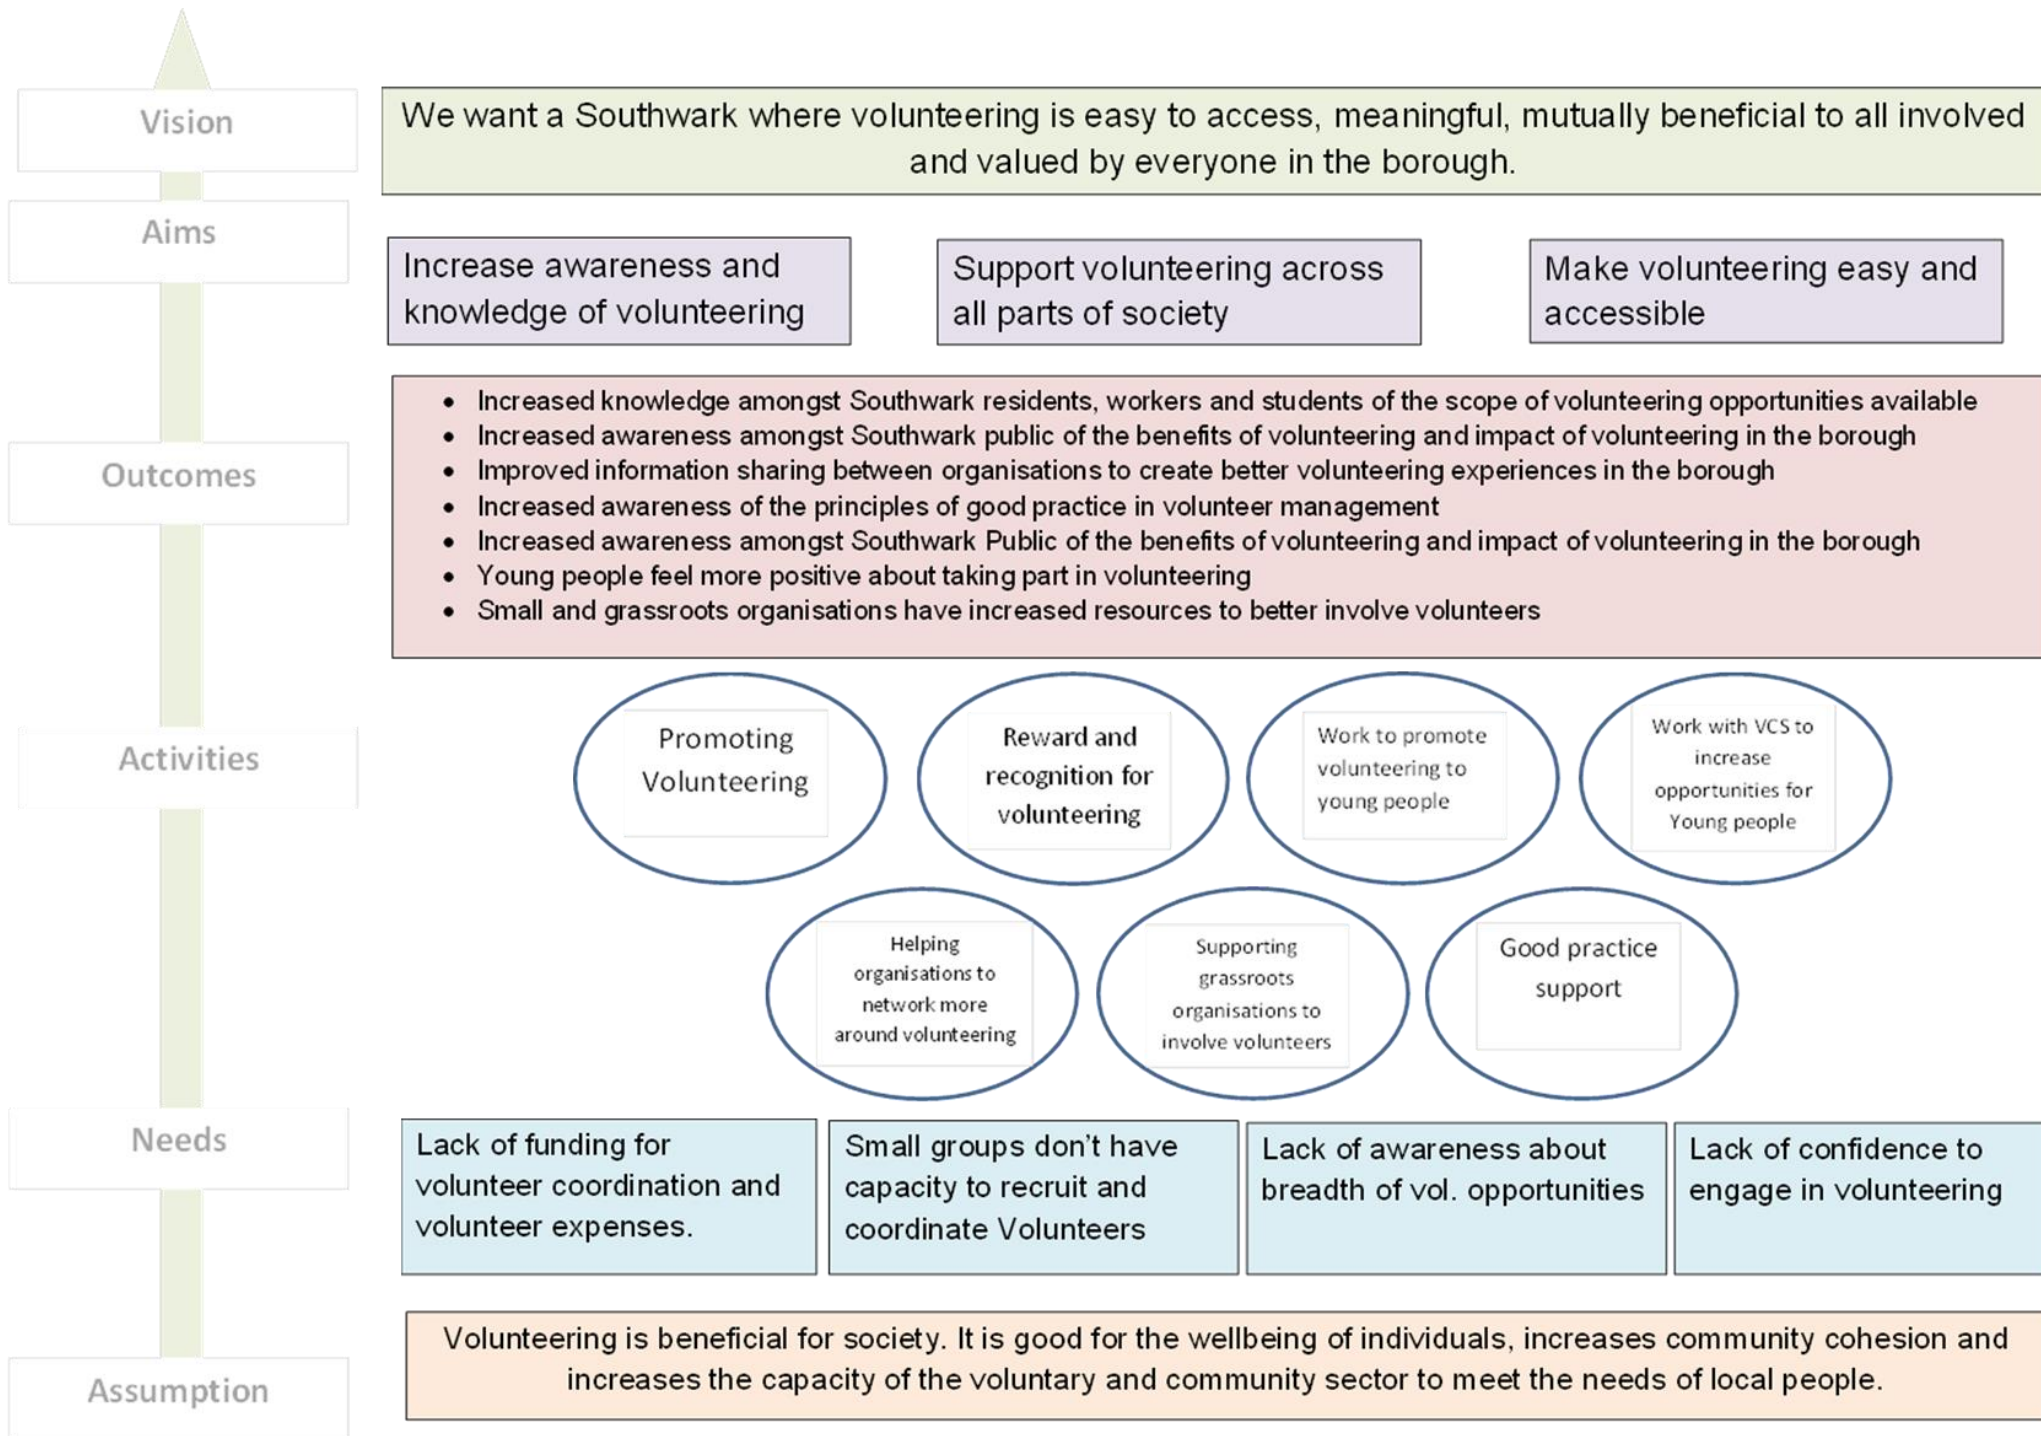 Vision
We want a Southwark where volunteering is easy to access, meaningful, mutually beneficial to all involved
and valued by everyone in the borough.
Aims
Increase awareness and
knowledge of volunteering
Support volunteering across
all parts of society
Make volunteering easy and
accessible
Outcomes
• Increased knowledge amongst Southwark residents, workers and students of the scope of volunteering opportunities available
• Increased awareness amongst Southwark public of the benefits of volunteering and impact of volunteering in the borough
• Improved information sharing between organisations to create better volunteering experiences in the borough
• Increased awareness of the principles of good practice in volunteer management
• Increased awareness amongst Southwark Public of the benefits of volunteering and impact of volunteering in the borough
• Young people feel more positive about taking part in volunteering
• Small and grassroots organisations have increased resources to better involve volunteers
Activities
Promoting
Volunteering
Reward and
recognition for
volunteering
Work to promote
volunteering to
young people
Work with VCS to
increase
opportunities for
Young people
Helping
organisations to
network more
around volunteering
Supporting
grassroots
organisations to
involve volunteers
Good practice
support
Needs
Lack of funding for
volunteer coordination and
volunteer expenses.
Small groups don't have
capacity to recruit and
coordinate Volunteers
Lack of awareness about
breadth of vol. opportunities
Lack of confidence to
engage in volunteering
Assumption
Volunteering is beneficial for society. It is good for the wellbeing of individuals, increases community cohesion and
increases the capacity of the voluntary and community sector to meet the needs of local people.